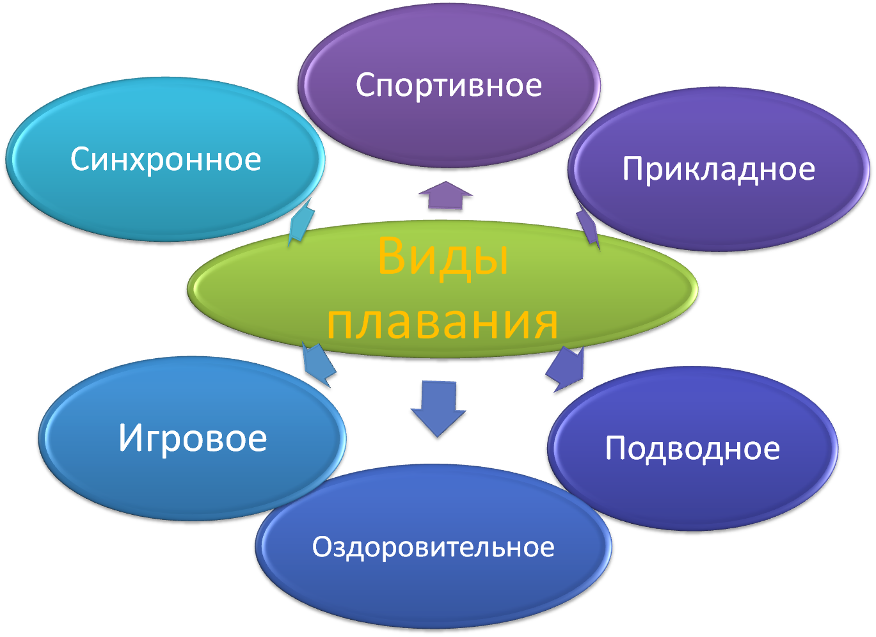 Спортивное
Синхронное
Прикладное
Виды
плавания
Игровое
Подводное
Оздоровительное